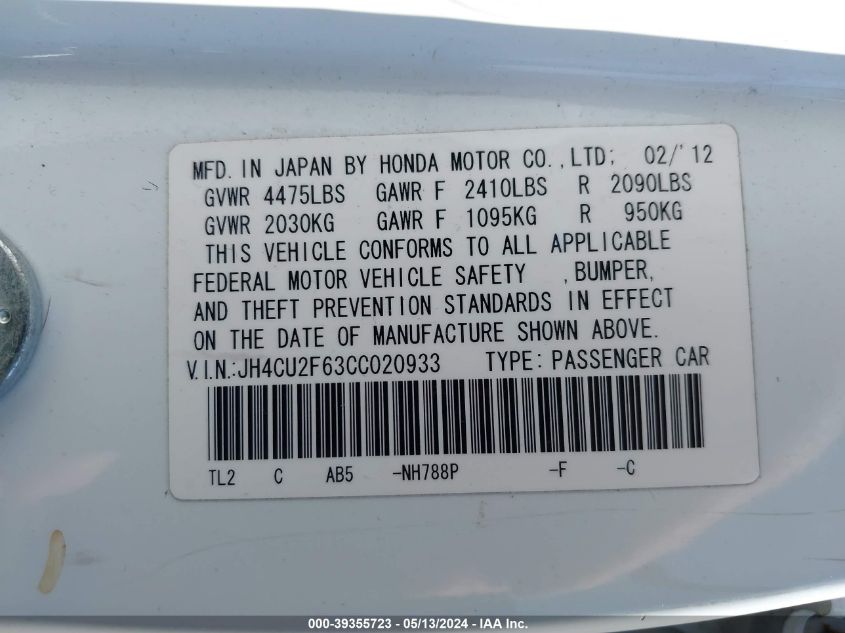 MFD. IN JAPAN BY HONDA MOTOR CO.,LTD; 02/'12
GVWR 4475LBS GAWR F 2410LBS R 2090LBS
GVWR 2030KG GAWR F 1095KG R 950KG
THIS VEHICLE CONFORMS TO ALL APPLICABLE
FEDERAL MOTOR VEHICLE SAFETY ,BUMPER,
AND THEFT PREVENTION STANDARDS IN EFFECT
ON THE DATE OF MANUFACTURE SHOWN ABOVE.
V.I.N.:JH4CU2F63CC020933 TYPE: PASSENGER CAR
TL2 C AB5 -NH788P -F -C
000-39355723 - 05/13/2024 - IAA Inc.